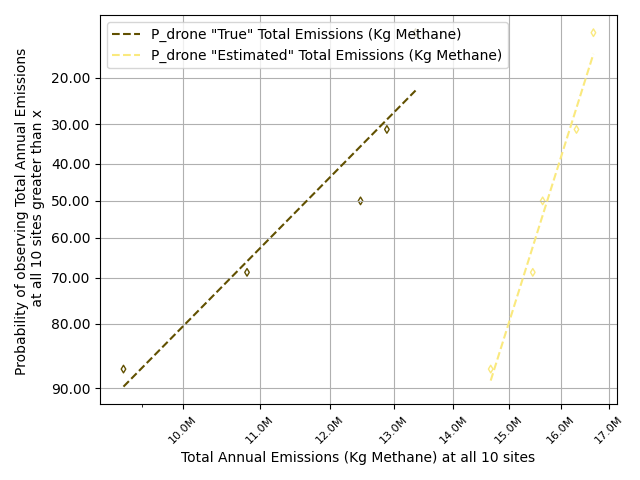 P_drone "True" Total Emissions (Kg Methane)
P_drone "Estimated" Total Emissions (Kg Methane)
Probability of observing Total Annual Emissions
at all 10 sites greater than x
20.00
30.00
40.00
50.00
60.00
70.00
80.00
90.00
10.0M
11.0M
12.0M
13.0M
14.0M
15.0M
16.0M
17.0M
Total Annual Emissions (Kg Methane) at all 10 sites